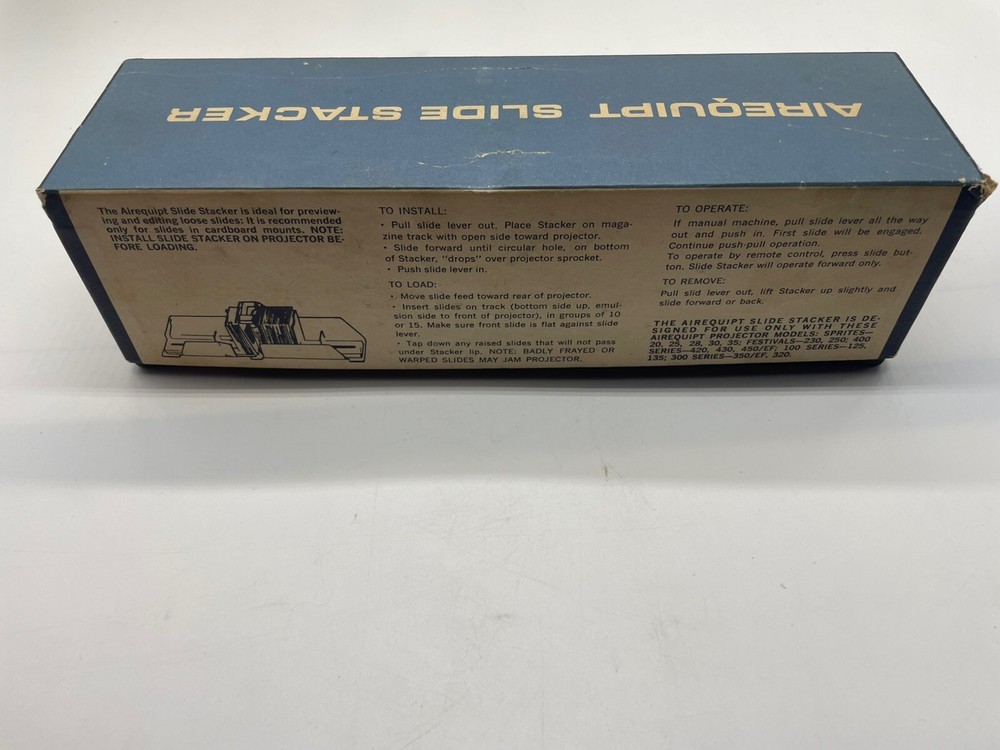 AIREQUIPT SLIDE STACKER
The Airequipt Slide Stacker is ideal for preview-
ing and editing loose slides: It is recommended
only for slides in cardboard mounts. NOTE:
INSTALL SLIDE STACKER ON PROJECTOR BE-
FORE LOADING.
TO INSTALL:
• Pull slide lever out. Place Stacker on maga-
zine track with open side toward projector.
• Slide forward until circular hole, on bottom
of Stacker, "drops" over projector sprocket.
• Push slide lever in.
TO LOAD:
• Move slide feed toward rear of projector.
• Insert slides on track (bottom side up, emul-
sion side to front of projector), in groups of 10
or 15. Make sure front slide is flat against slide
lever.
• Tap down any raised slides that will not pass
under Stacker lip. NOTE: BADLY FRAYED OR
WARPED SLIDES MAY JAM PROJECTOR.
TO OPERATE:
If manual machine, pull slide lever all the way
out and push in. First slide will be engaged.
Continue push-pull operation.
To operate by remote control, press slide but-
ton. Slide Stacker will operate forward only.
TO REMOVE:
Pull slid lever out, lift Stacker up slightly and
slide forward or back.
THE AIREQUIPT SLIDE STACKER IS DE-
SIGNED FOR USE ONLY WITH THESE
AIREQUIPT PROJECTOR MODELS: SPRITES—
20, 25, 28, 30, 35; FESTIVALS—230, 250; 400
SERIES—420, 430, 450/EF; 100 SERIES—125,
135; 300 SERIES—350/EF, 320.